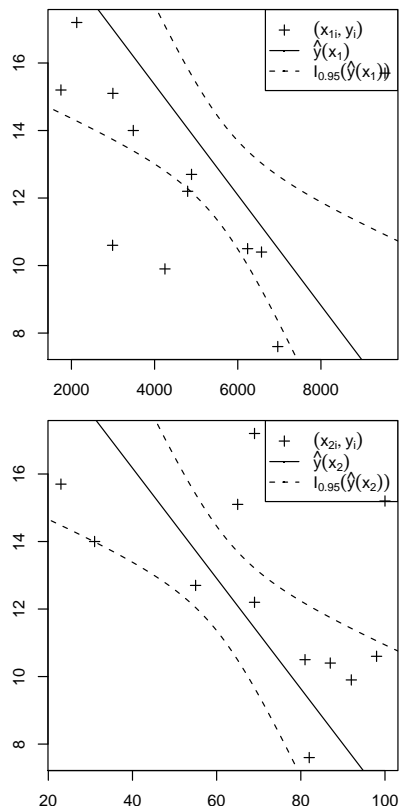 16
14
12
10
8
(x1i, yi)
ŷ(x1)
I0.95(ŷ(x1))
2000 4000 6000 8000
16
14
12
10
8
(x2i, yi)
ŷ(x2)
I0.95(ŷ(x2))
20 40 60 80 100